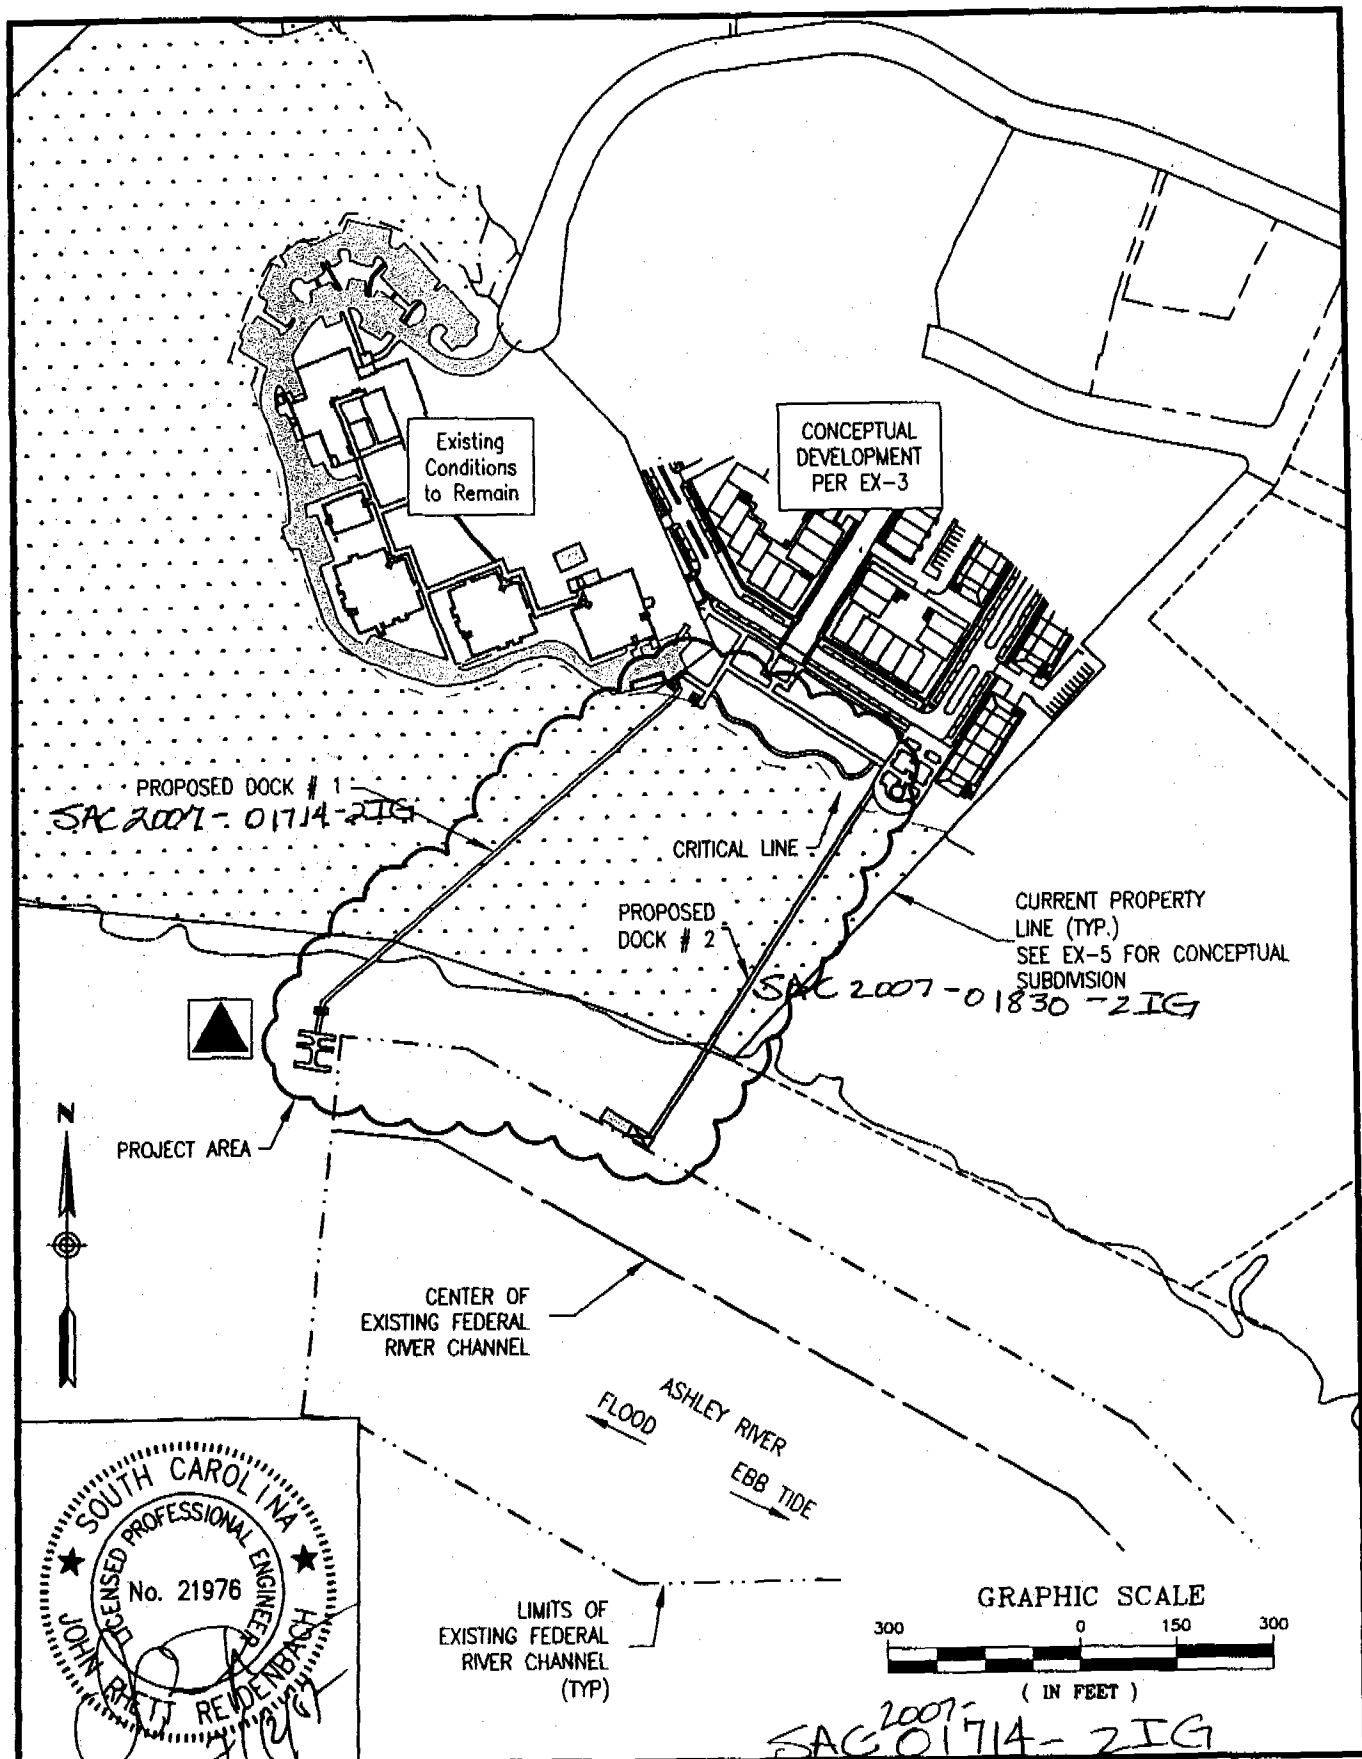 Existing
Conditions
to Remain
CONCEPTUAL
DEVELOPMENT
PER EX-3
PROPOSED DOCK # 1
SAC 2007-01714-2IG
CRITICAL LINE
PROPOSED
DOCK # 2
CURRENT PROPERTY
LINE (TYP.)
SEE EX-5 FOR CONCEPTUAL
SUBDIVISION
SAC 2007-01830-2IG
N
PROJECT AREA
CENTER OF
EXISTING FEDERAL
RIVER CHANNEL
FLOOD
ASHLEY RIVER
EBB TIDE
SOUTH CAROLINA
LICENSED PROFESSIONAL ENGINEER
No. 21976
JOHN RHETT REIDENBACH
LIMITS OF
EXISTING FEDERAL
RIVER CHANNEL
(TYP)
GRAPHIC SCALE
300 0 150 300
( IN FEET )
2007-
SAC 01714-2IG